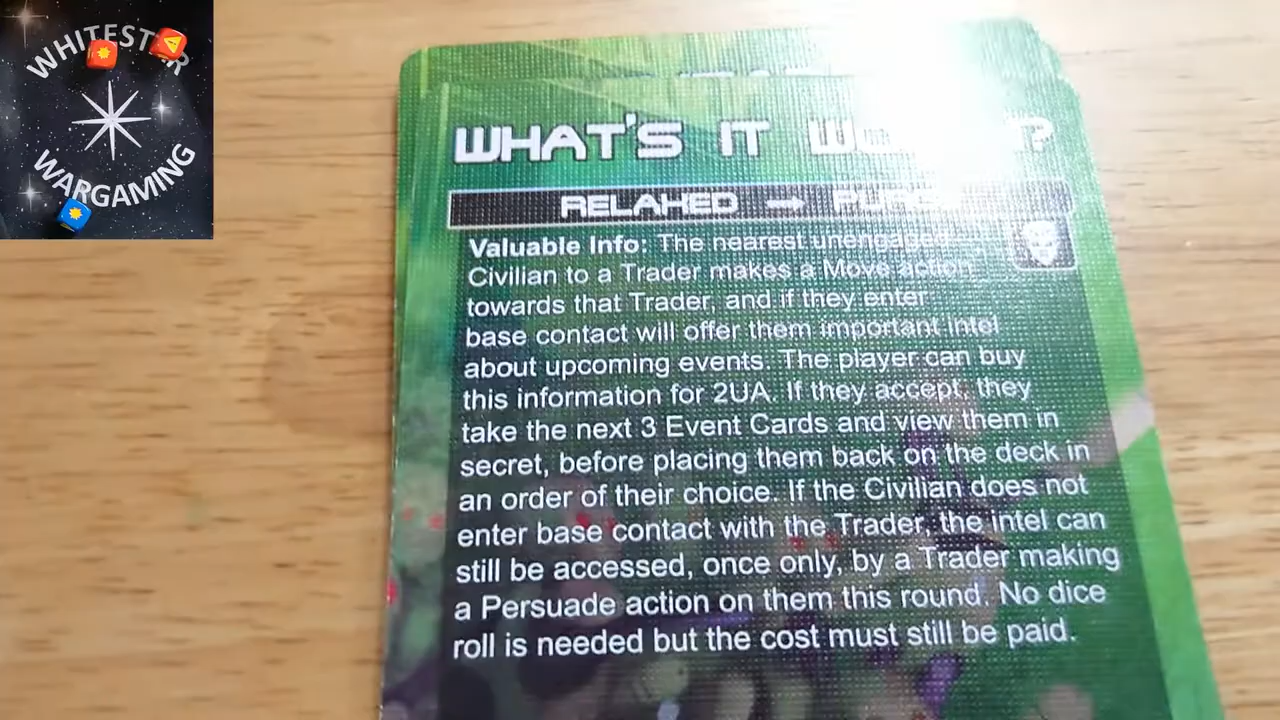 WHITESTAR
WARGAMING
WHAT'S IT
RELAXED →
Valuable Info: The nearest unengaged
Civilian to a Trader makes a Move action
towards that Trader, and if they enter
base contact will offer them important intel
about upcoming events. The player can buy
this information for 2UA. If they accept, they
take the next 3 Event Cards and view them in
secret, before placing them back on the deck in
an order of their choice. If the Civilian does not
enter base contact with the Trader, the intel can
still be accessed, once only, by a Trader making
a Persuade action on them this round. No dice
roll is needed but the cost must still be paid.